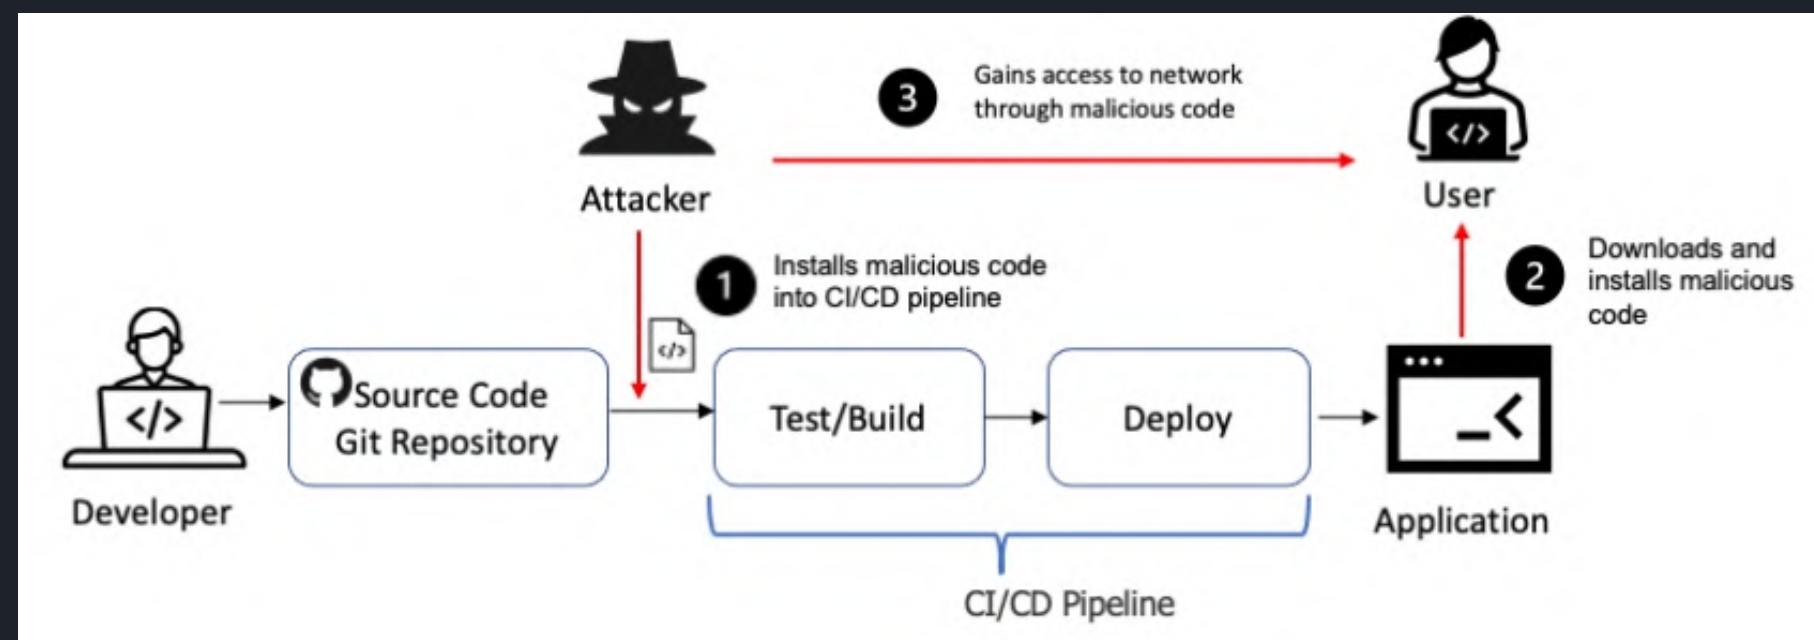 3
Gains access to network
through malicious code
</>
Attacker
User
1
Installs malicious code
into CI/CD pipeline
2
Downloads and
installs malicious
code
</>
</>
Source Code
Git Repository
Test/Build
Deploy
_<
Developer
Application
CI/CD Pipeline